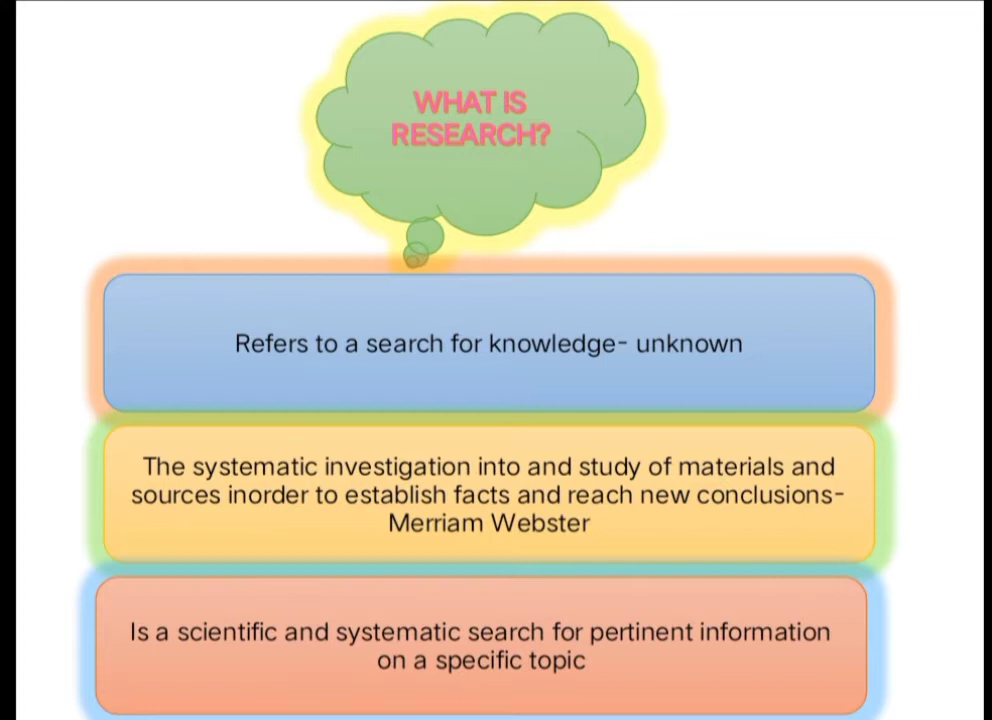 WHAT IS
RESEARCH?
Refers to a search for knowledge- unknown
The systematic investigation into and study of materials and
sources inorder to establish facts and reach new conclusions-
Merriam Webster
Is a scientific and systematic search for pertinent information
on a specific topic